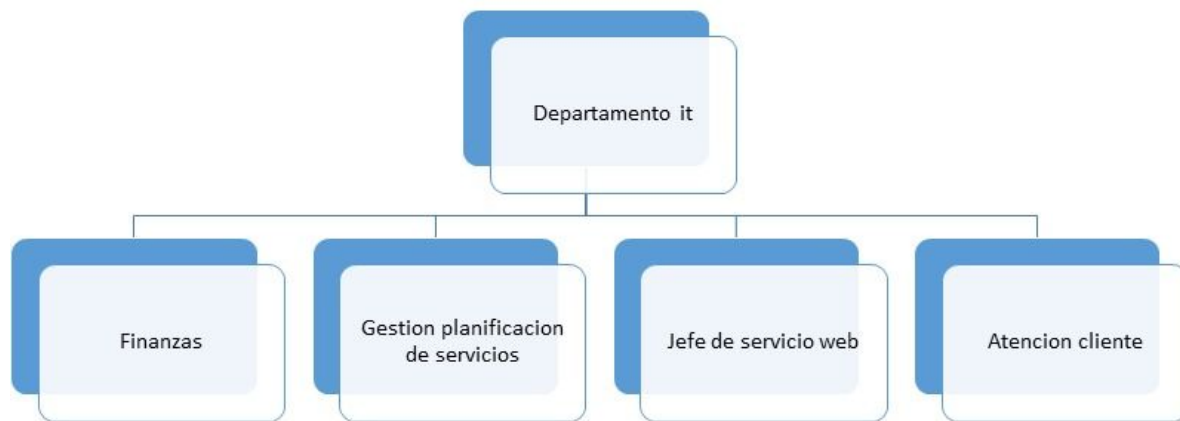 Departamento it
Finanzas
Gestion planificacion
de servicios
Jefe de servicio web
Atencion cliente